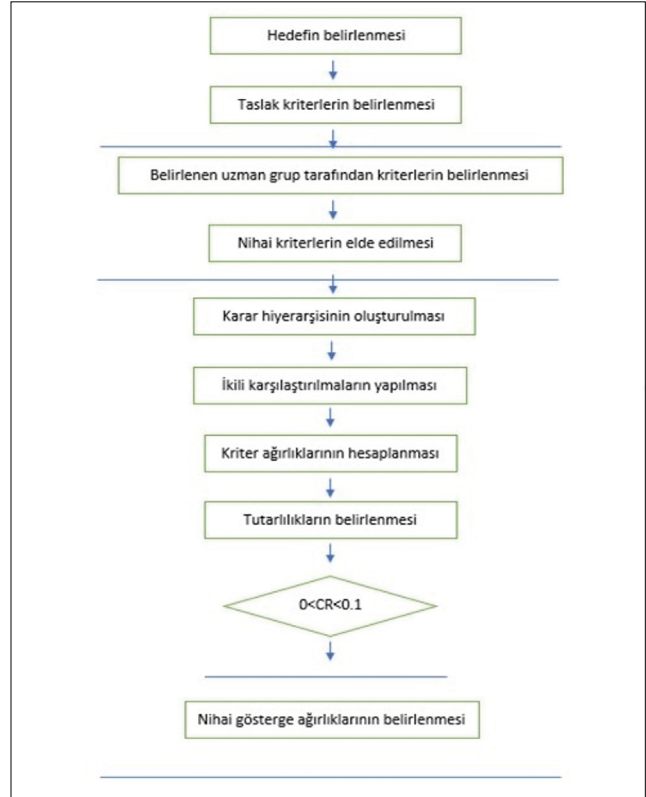 Hedefin belirlenmesi
Taslak kriterlerin belirlenmesi
Belirlenen uzman grup tarafından kriterlerin belirlenmesi
Nihai kriterlerin elde edilmesi
Karar hiyerarşisinin oluşturulması
İkili karşılaştırılmaların yapılması
Kriter ağırlıklarının hesaplanması
Tutarlılıkların belirlenmesi
0<CR<0.1
Nihai gösterge ağırlıklarının belirlenmesi